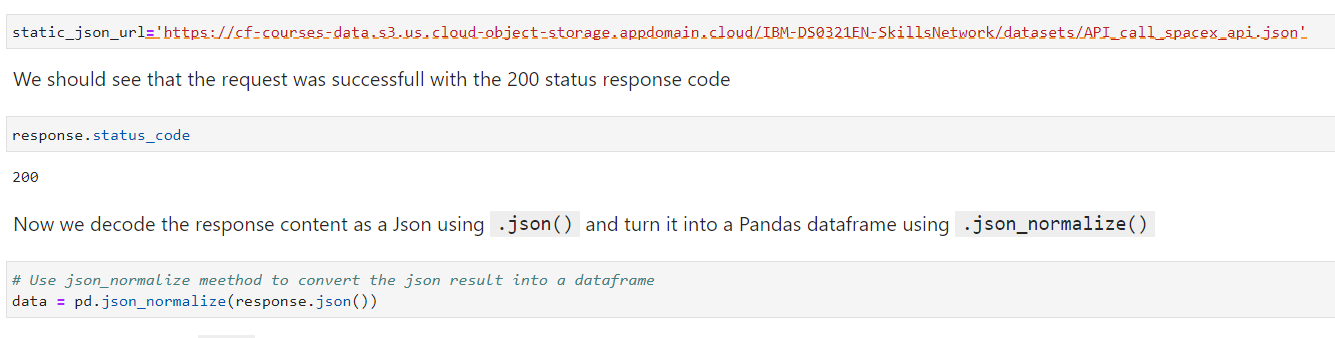 static_json_url='https://cf-courses-data.s3.us.cloud-object-storage.appdomain.cloud/IBM-DS0321EN-SkillsNetwork/datasets/API_call_spacex_api.json'
We should see that the request was successfull with the 200 status response code
response.status_code
200
Now we decode the response content as a Json using .json() and turn it into a Pandas dataframe using .json_normalize()
# Use json_normalize meethod to convert the json result into a dataframe
data = pd.json_normalize(response.json())